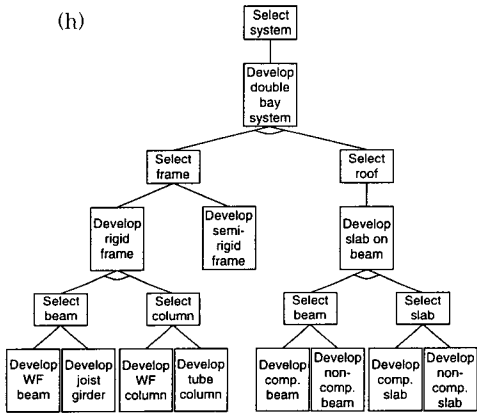 (h)
Select
system
Develop
double
bay
system
Select
frame
Select
roof
Develop
rigid
frame
Develop
semi-
rigid
frame
Develop
slab on
beam
Select
beam
Select
column
Select
beam
Select
slab
Develop
WF
beam
Develop
joist
girder
Develop
WF
column
Develop
tube
column
Develop
comp.
beam
Develop
non-
comp.
beam
Develop
comp.
slab
Develop
non-
comp.
slab